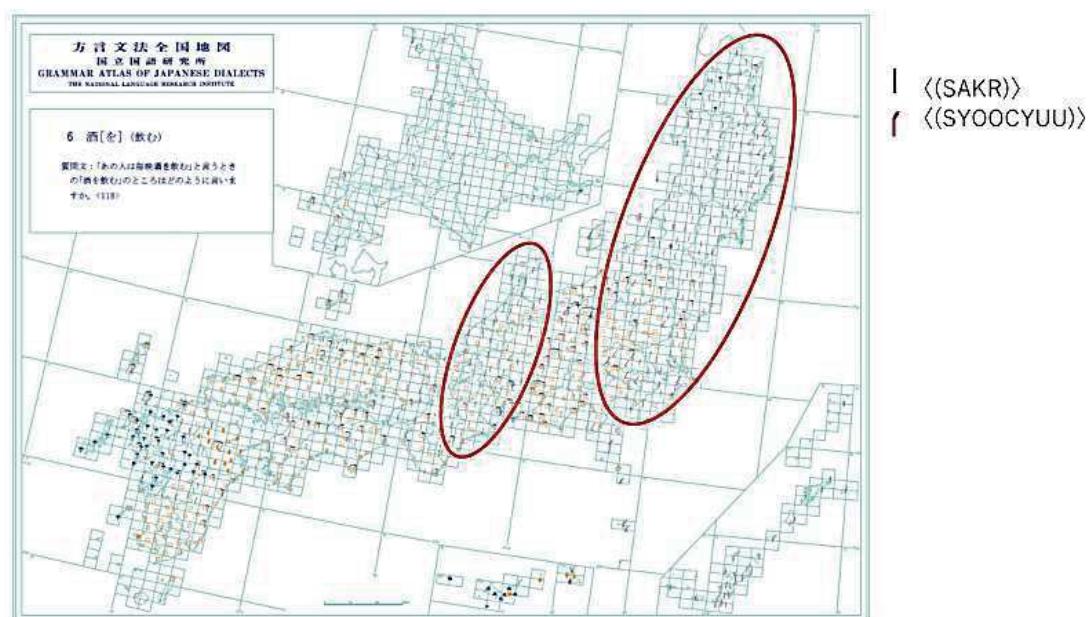 方言文法全国地図
国立国語研究所
GRAMMAR ATLAS OF JAPANESE DIALECTS
THE NATIONAL LANGUAGE RESEARCH INSTITUTE
6 酒[を] (飲む)
質問文:「あの人は毎晩酒を飲む」と言うとき
の「酒を飲む」のところはどのように言いま
すか。<118>
《(SAKR)》
《(SYOOCYUU)》